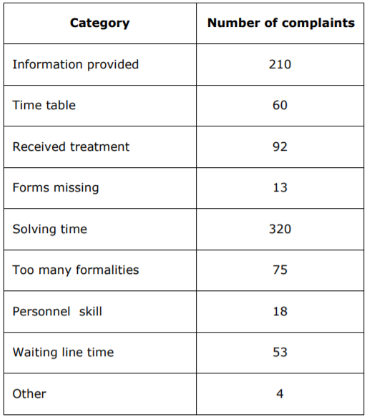 Category Number of complaints
Information provided 210
Time table 60
Received treatment 92
Forms missing 13
Solving time 320
Too many formalities 75
Personnel skill 18
Waiting line time 53
Other 4